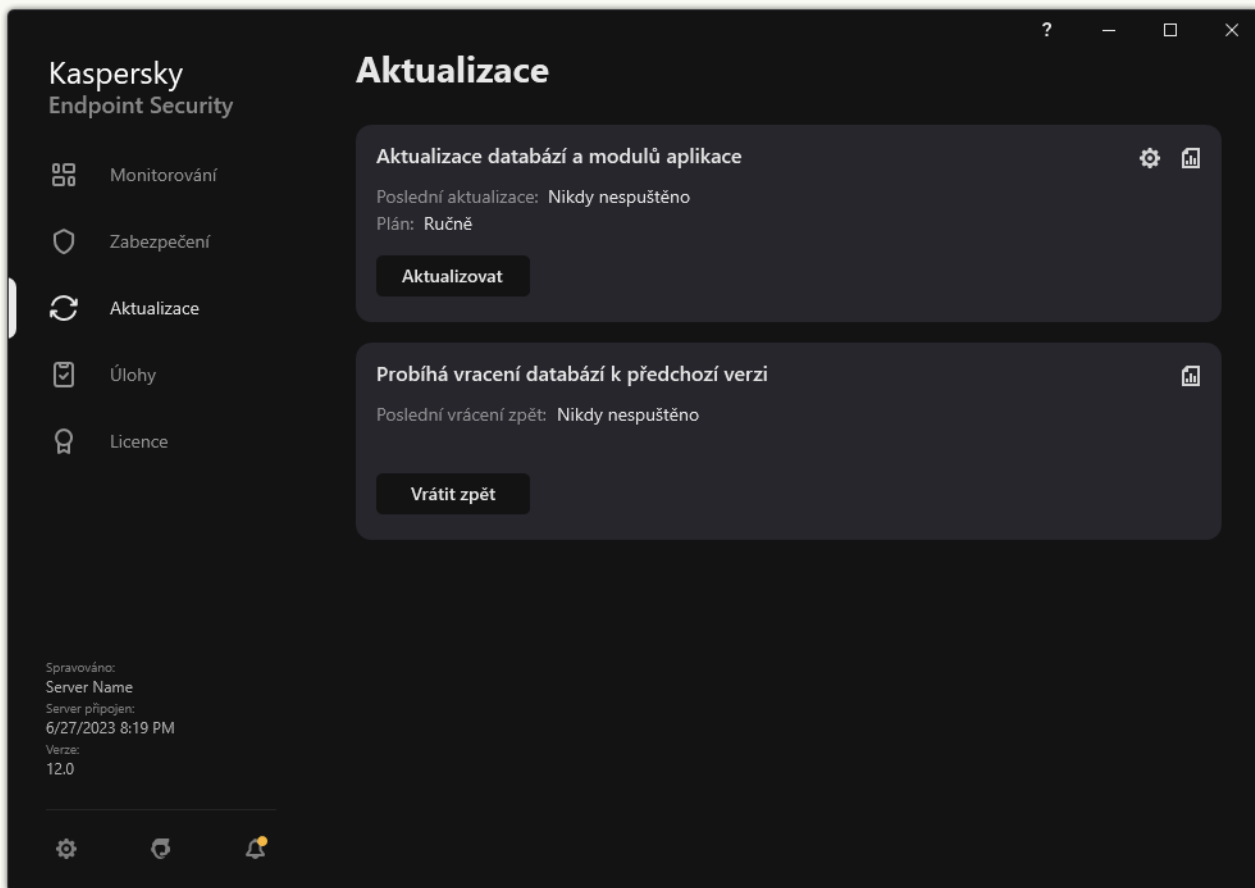 ?
Kaspersky
Endpoint Security
Monitorování
Zabezpečení
Aktualizace
Úlohy
Licence
Spravováno:
Server Name
Server připojen:
6/27/2023 8:19 PM
Verze:
12.0
Aktualizace
Aktualizace databází a modulů aplikace
Poslední aktualizace: Nikdy nespuštěno
Plán: Ručně
Aktualizovat
Probíhá vracení databází k předchozí verzi
Poslední vrácení zpět: Nikdy nespuštěno
Vrátit zpět